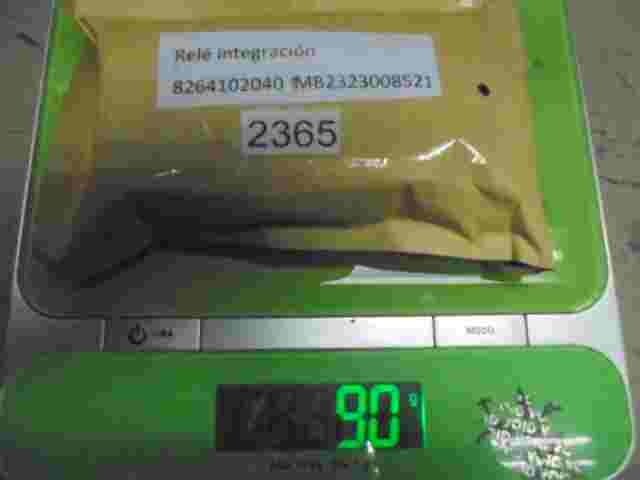 Relé integración
8264102040 MB2323008521
2365
MODO
90 g